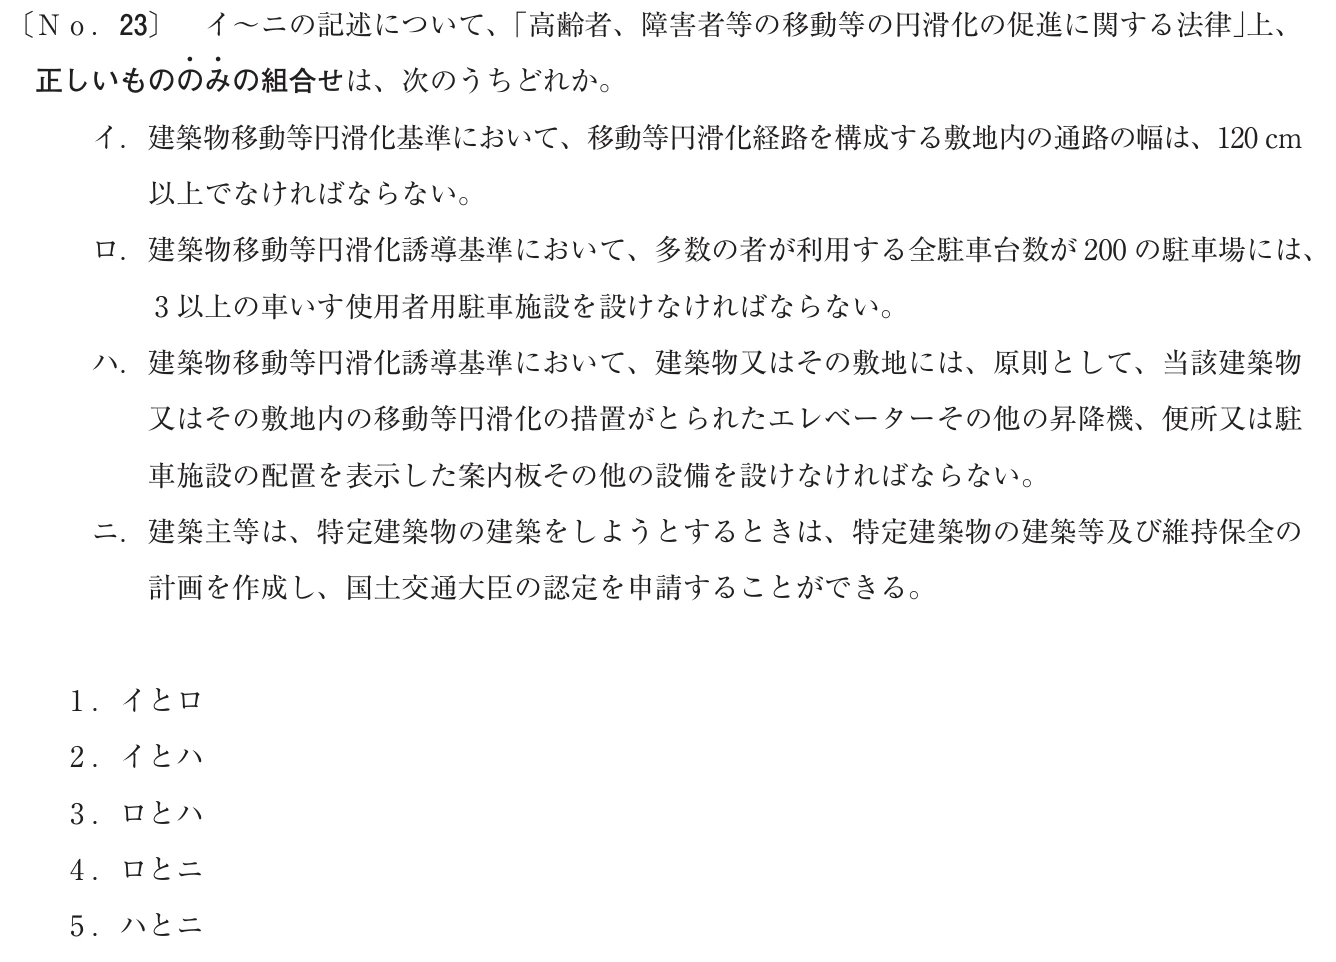 〔Ｎｏ．23〕　イ～ニの記述について、「高齢者、障害者等の移動等の円滑化の促進に関する法律」上、
正しいもののみの組合せは、次のうちどれか。
イ．建築物移動等円滑化基準において、移動等円滑化経路を構成する敷地内の通路の幅は、120 cm
以上でなければならない。
ロ．建築物移動等円滑化誘導基準において、多数の者が利用する全駐車台数が 200 の駐車場には、
3 以上の車いす使用者用駐車施設を設けなければならない。
ハ．建築物移動等円滑化誘導基準において、建築物又はその敷地には、原則として、当該建築物
又はその敷地内の移動等円滑化の措置がとられたエレベーターその他の昇降機、便所又は駐
車施設の配置を表示した案内板その他の設備を設けなければならない。
ニ．建築主等は、特定建築物の建築をしようとするときは、特定建築物の建築等及び維持保全の
計画を作成し、国土交通大臣の認定を申請することができる。
1．イとロ
2．イとハ
3．ロとハ
4．ロとニ
5．ハとニ